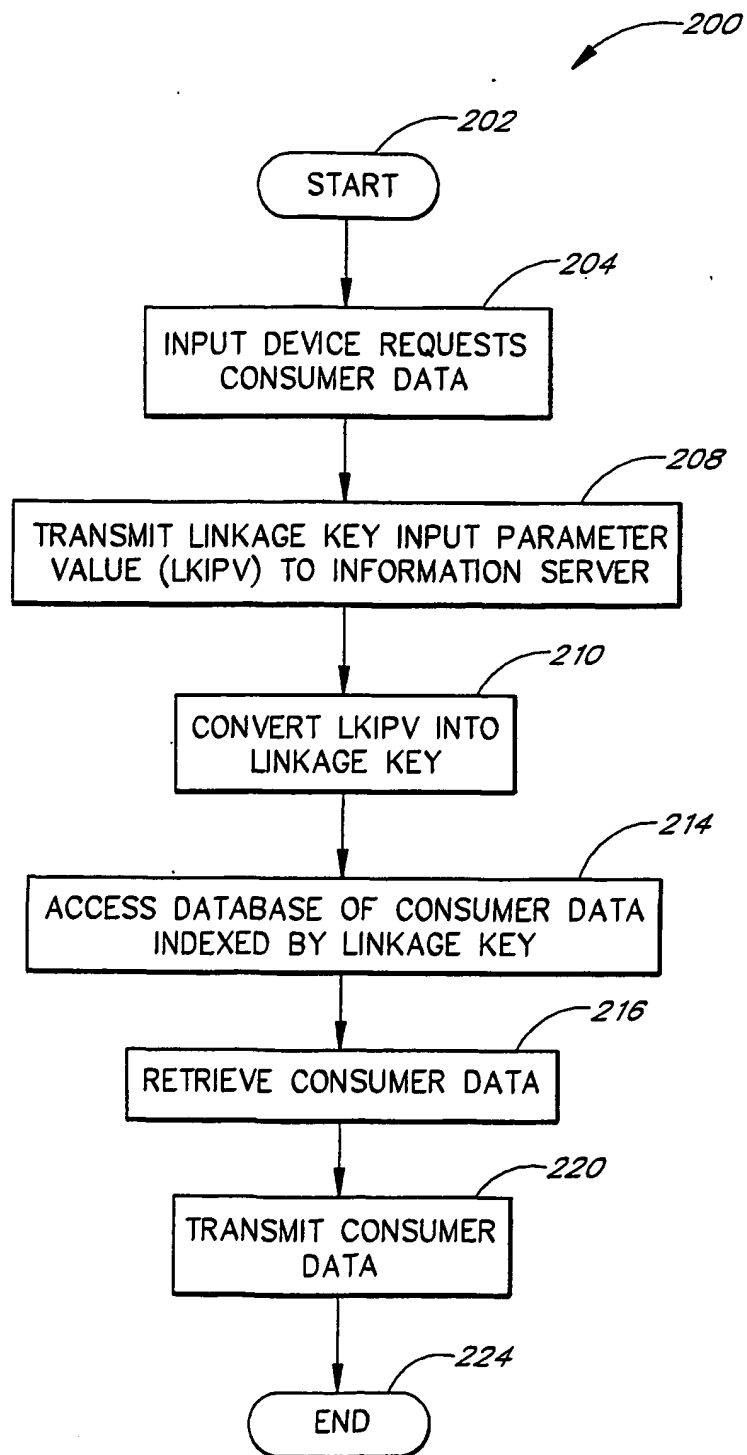 200
202
START
204
INPUT DEVICE REQUESTS
CONSUMER DATA
208
TRANSMIT LINKAGE KEY INPUT PARAMETER
VALUE (LKIPV) TO INFORMATION SERVER
210
CONVERT LKIPV INTO
LINKAGE KEY
214
ACCESS DATABASE OF CONSUMER DATA
INDEXED BY LINKAGE KEY
216
RETRIEVE CONSUMER DATA
220
TRANSMIT CONSUMER
DATA
224
END